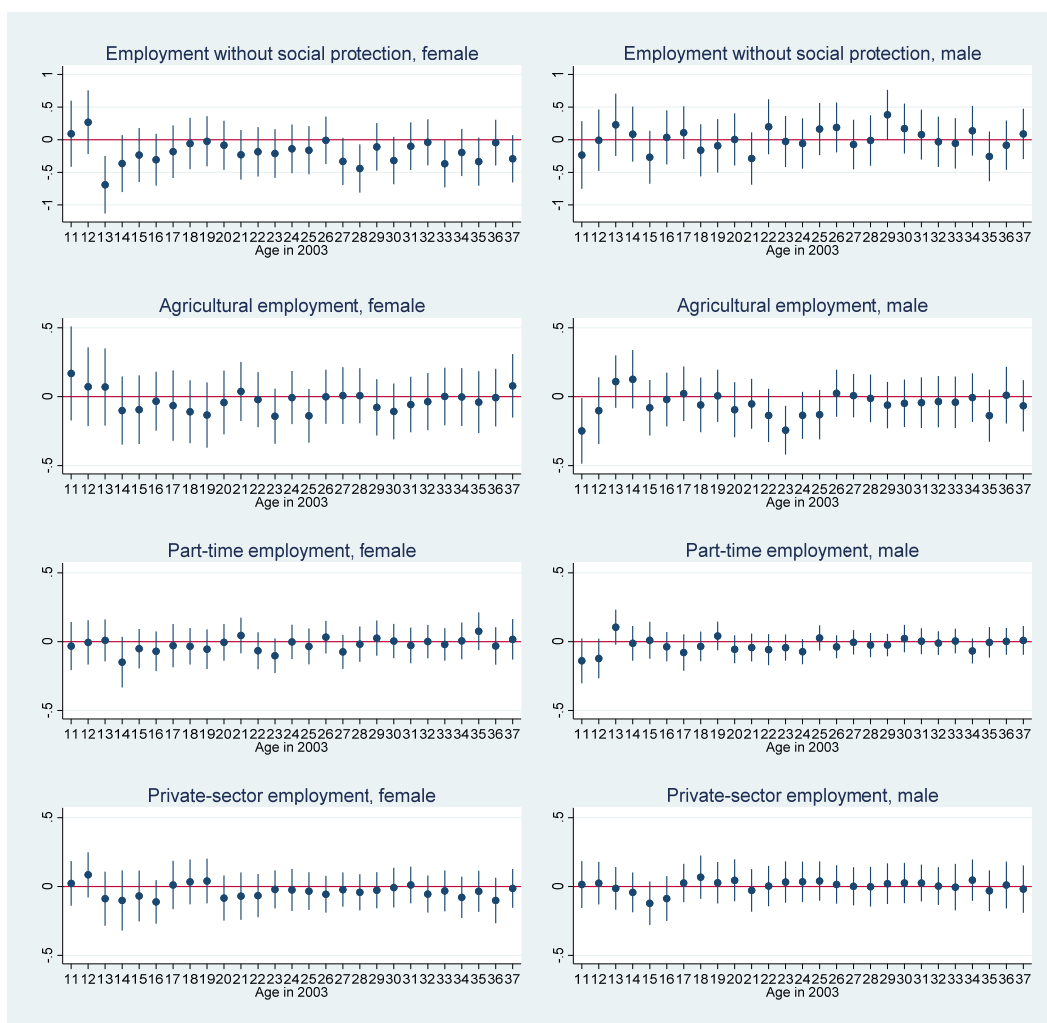 Employment without social protection, female
1
.5
0
-.5
-1
11 12 13 14 15 16 17 18 19 20 21 22 23 24 25 26 27 28 29 30 31 32 33 34 35 36 37
Age in 2003
Employment without social protection, male
1
.5
0
-.5
-1
11 12 13 14 15 16 17 18 19 20 21 22 23 24 25 26 27 28 29 30 31 32 33 34 35 36 37
Age in 2003
Agricultural employment, female
.5
0
-.5
11 12 13 14 15 16 17 18 19 20 21 22 23 24 25 26 27 28 29 30 31 32 33 34 35 36 37
Age in 2003
Agricultural employment, male
.5
0
-.5
11 12 13 14 15 16 17 18 19 20 21 22 23 24 25 26 27 28 29 30 31 32 33 34 35 36 37
Age in 2003
Part-time employment, female
.5
0
-.5
11 12 13 14 15 16 17 18 19 20 21 22 23 24 25 26 27 28 29 30 31 32 33 34 35 36 37
Age in 2003
Part-time employment, male
.5
0
-.5
11 12 13 14 15 16 17 18 19 20 21 22 23 24 25 26 27 28 29 30 31 32 33 34 35 36 37
Age in 2003
Private-sector employment, female
.5
0
-.5
11 12 13 14 15 16 17 18 19 20 21 22 23 24 25 26 27 28 29 30 31 32 33 34 35 36 37
Age in 2003
Private-sector employment, male
.5
0
-.5
11 12 13 14 15 16 17 18 19 20 21 22 23 24 25 26 27 28 29 30 31 32 33 34 35 36 37
Age in 2003